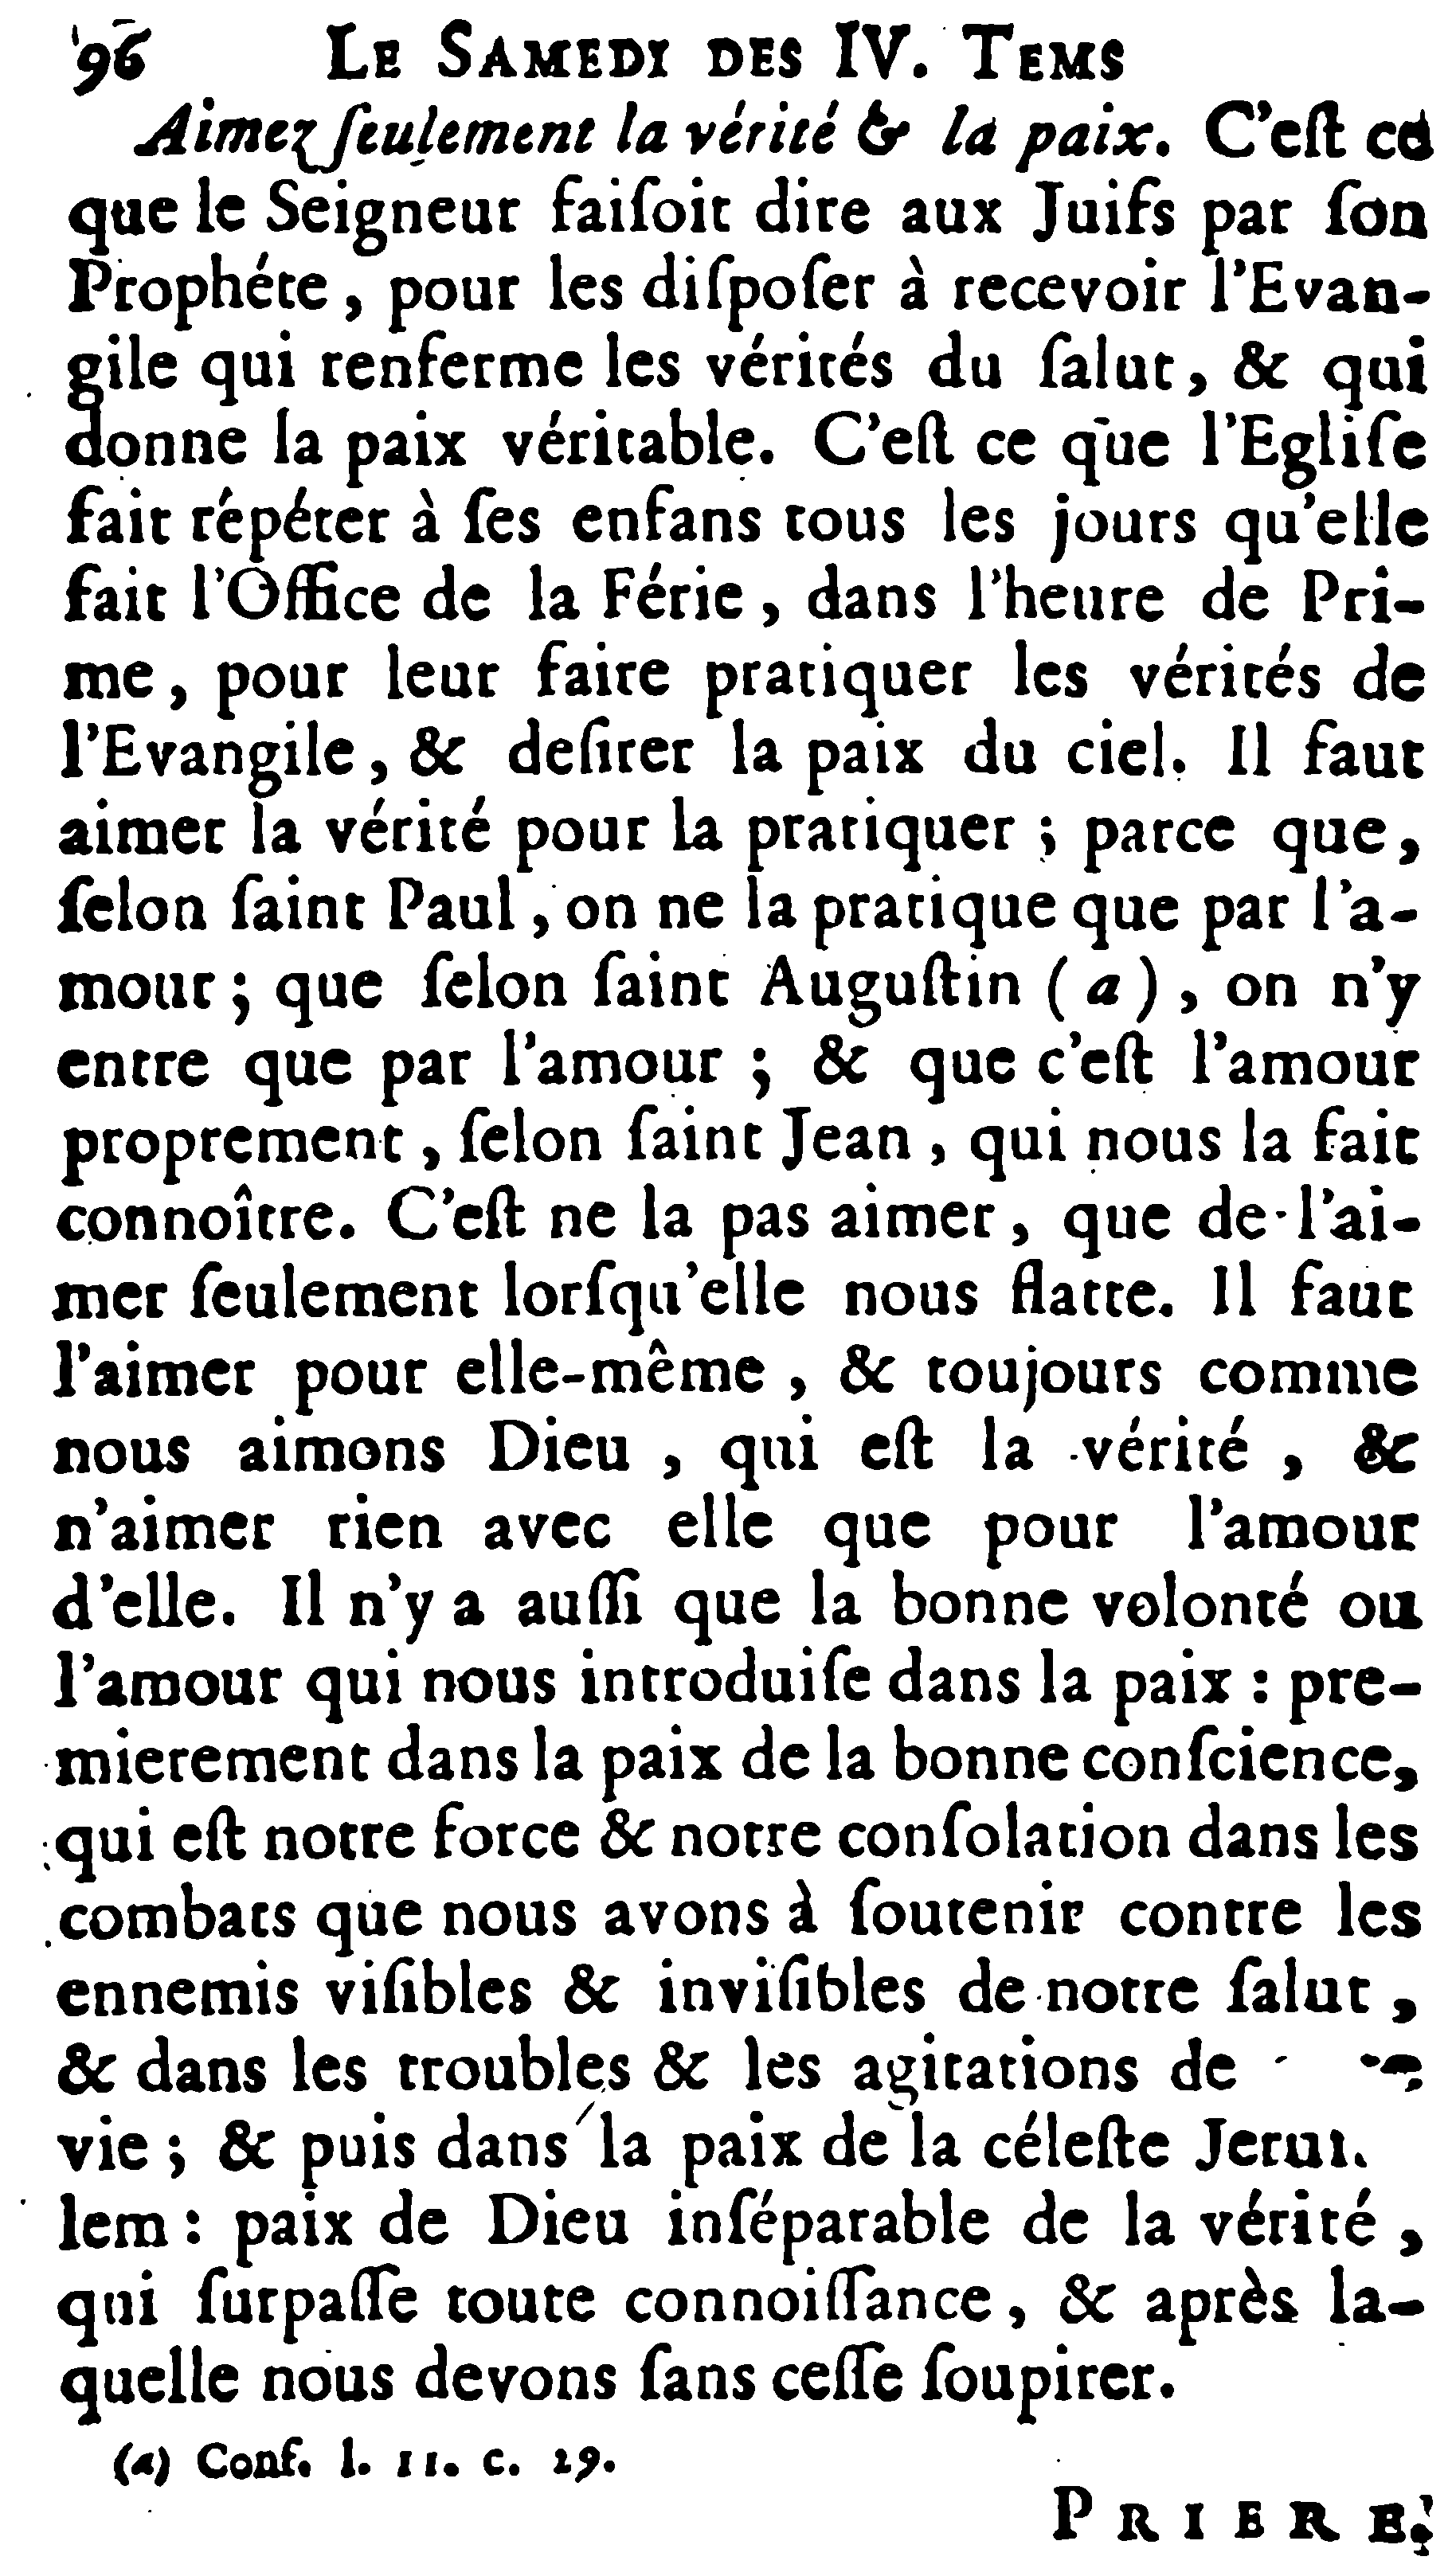 96 LE SAMEDI DES IV. TEMS
Aimez ſeulement la vérité & la paix. C'eſt ce
que le Seigneur faiſoit dire aux Juifs par ſon
Prophéte, pour les diſpoſer à recevoir l'Evan-
gile qui renferme les vérités du ſalut, & qui
donne la paix véritable. C'eſt ce que l'Egliſe
fait répéter à ſes enfans tous les jours qu'elle
fait l'Office de la Férie, dans l'heure de Pri-
me, pour leur faire pratiquer les vérités de
l'Evangile, & deſirer la paix du ciel. Il faut
aimer la vérité pour la pratiquer; parce que,
ſelon ſaint Paul, on ne la pratique que par l'a-
mour; que ſelon ſaint Auguſtin (a), on n'y
entre que par l'amour; & que c'eſt l'amour
proprement, ſelon ſaint Jean, qui nous la fait
connoître. C'eſt ne la pas aimer, que de l'ai-
mer ſeulement lorſqu'elle nous flatte. Il faut
l'aimer pour elle-même, & toujours comme
nous aimons Dieu, qui eſt la vérité, &
n'aimer rien avec elle que pour l'amour
d'elle. Il n'y a auſſi que la bonne volonté ou
l'amour qui nous introduiſe dans la paix: pre-
mierement dans la paix de la bonne conſcience,
qui eſt notre force & notre conſolation dans les
combats que nous avons à ſoutenir contre les
ennemis viſibles & inviſibles de notre ſalut,
& dans les troubles & les agitations de
vie; & puis dans la paix de la céleſte
lem: paix de Dieu inſéparable de la vérité,
qui ſurpaſſe toute connoiſſance, & après la-
quelle nous devons ſans ceſſe ſoupirer.
(a) Conf. l. 11. c. 29.
PRIERE.